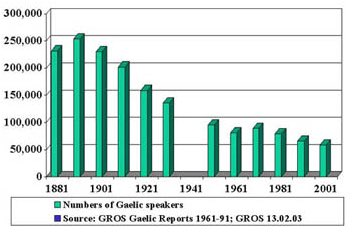 300,000
250,000
200,000
150,000
100,000
50,000
0
1881 1901 1921 1941 1961 1981 2001
Numbers of Gaelic speakers
Source: GROS Gaelic Reports 1961-91; GROS 13.02.03